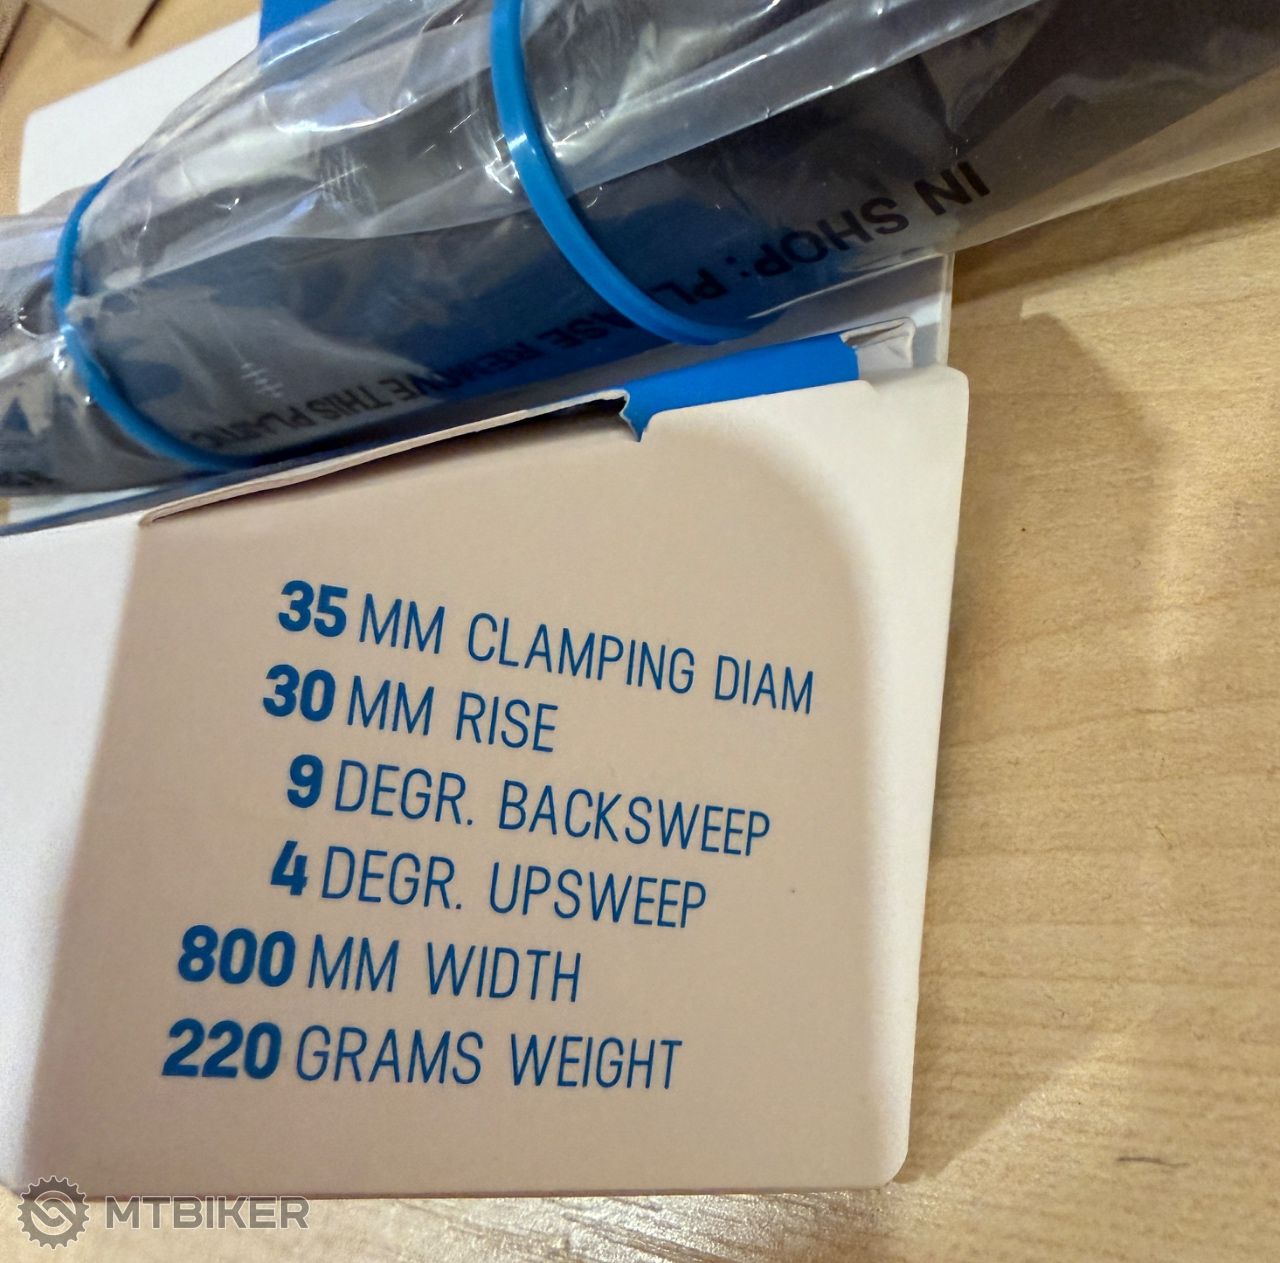 IN SHOP: PLEASE REMOVE THIS PLASTIC
35 MM CLAMPING DIAM
30 MM RISE
9 DEGR. BACKSWEEP
4 DEGR. UPSWEEP
800 MM WIDTH
220 GRAMS WEIGHT
MTBIKER